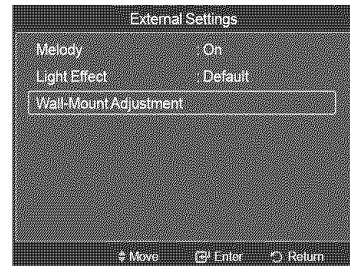 External Settings
Melody : On
Light Effect : Default
Wall-Mount Adjustment
Move Enter Return